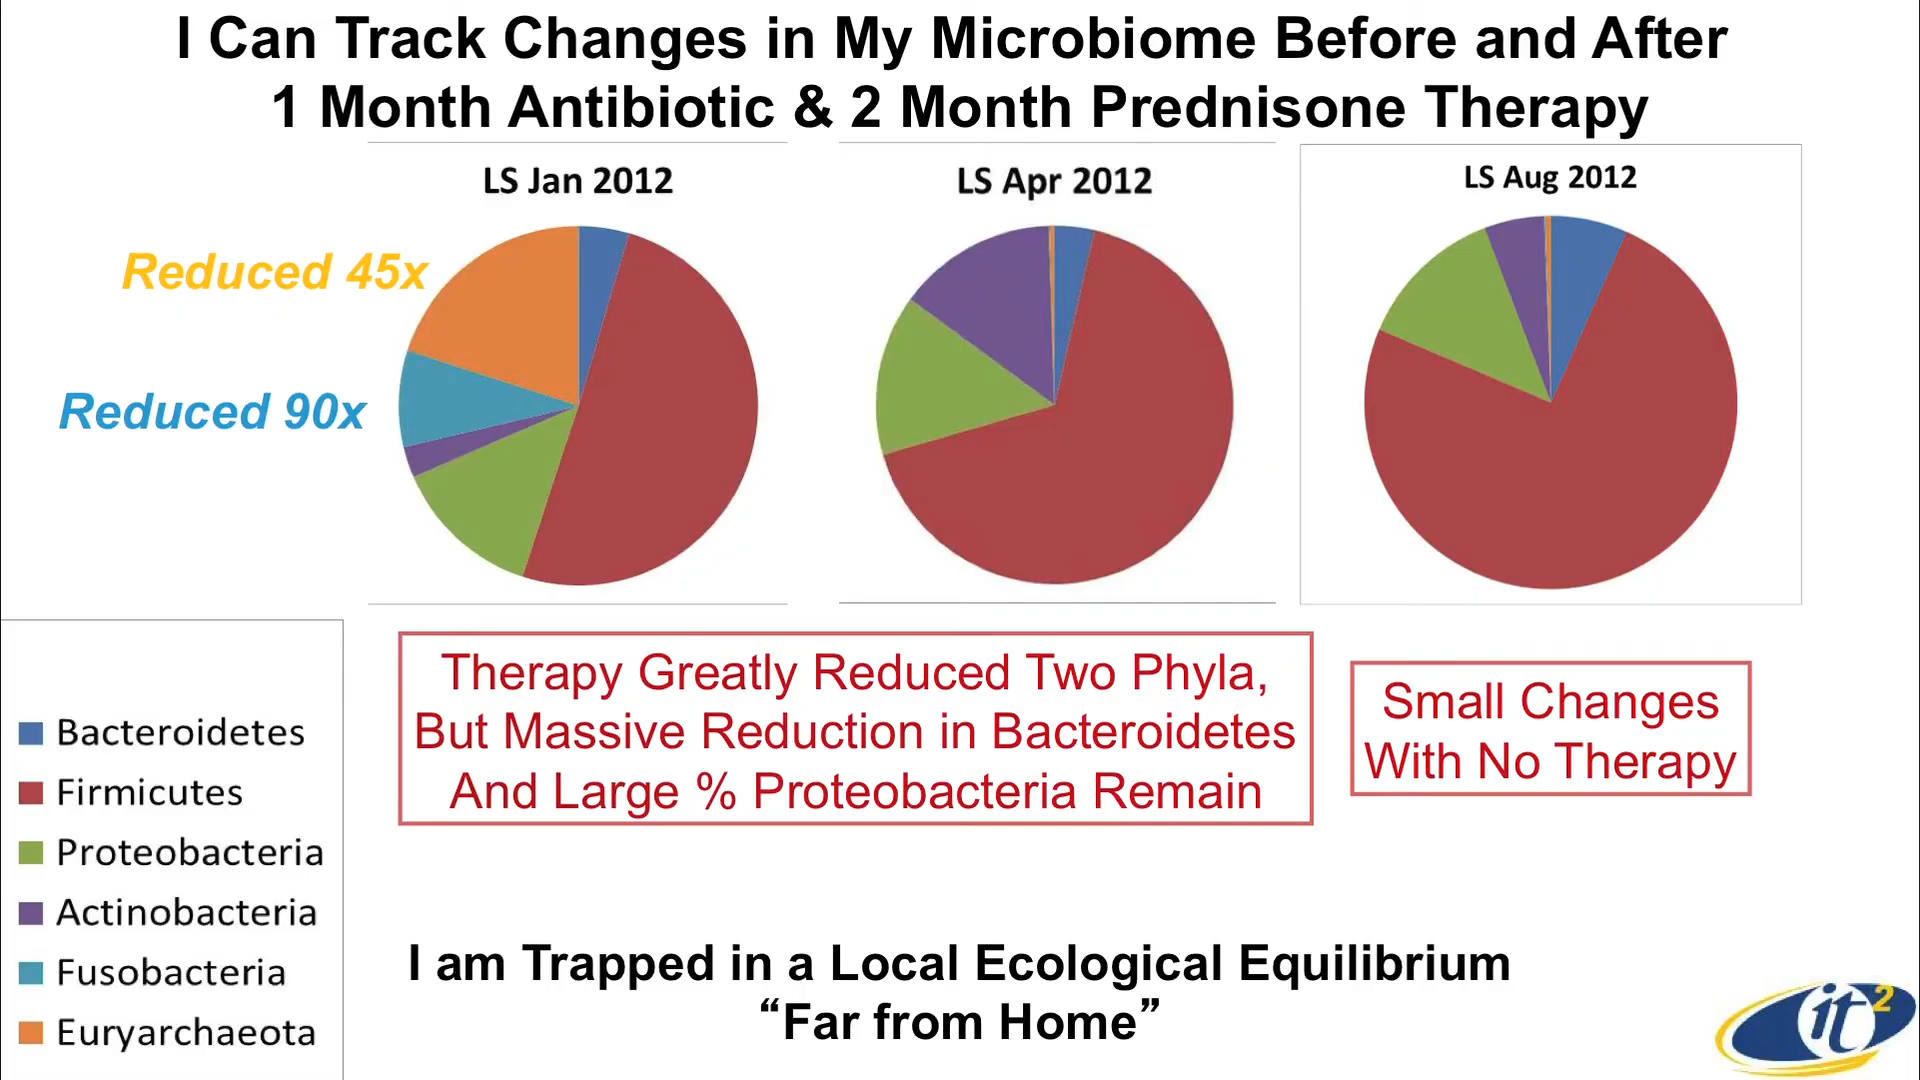 I Can Track Changes in My Microbiome Before and After
1 Month Antibiotic & 2 Month Prednisone Therapy
LS Jan 2012
LS Apr 2012
LS Aug 2012
Reduced 45x
Reduced 90x
Therapy Greatly Reduced Two Phyla,
But Massive Reduction in Bacteroidetes
And Large % Proteobacteria Remain
Small Changes
With No Therapy
Bacteroidetes
Firmicutes
Proteobacteria
Actinobacteria
Fusobacteria
Euryarchaeota
I am Trapped in a Local Ecological Equilibrium
“Far from Home”
it2